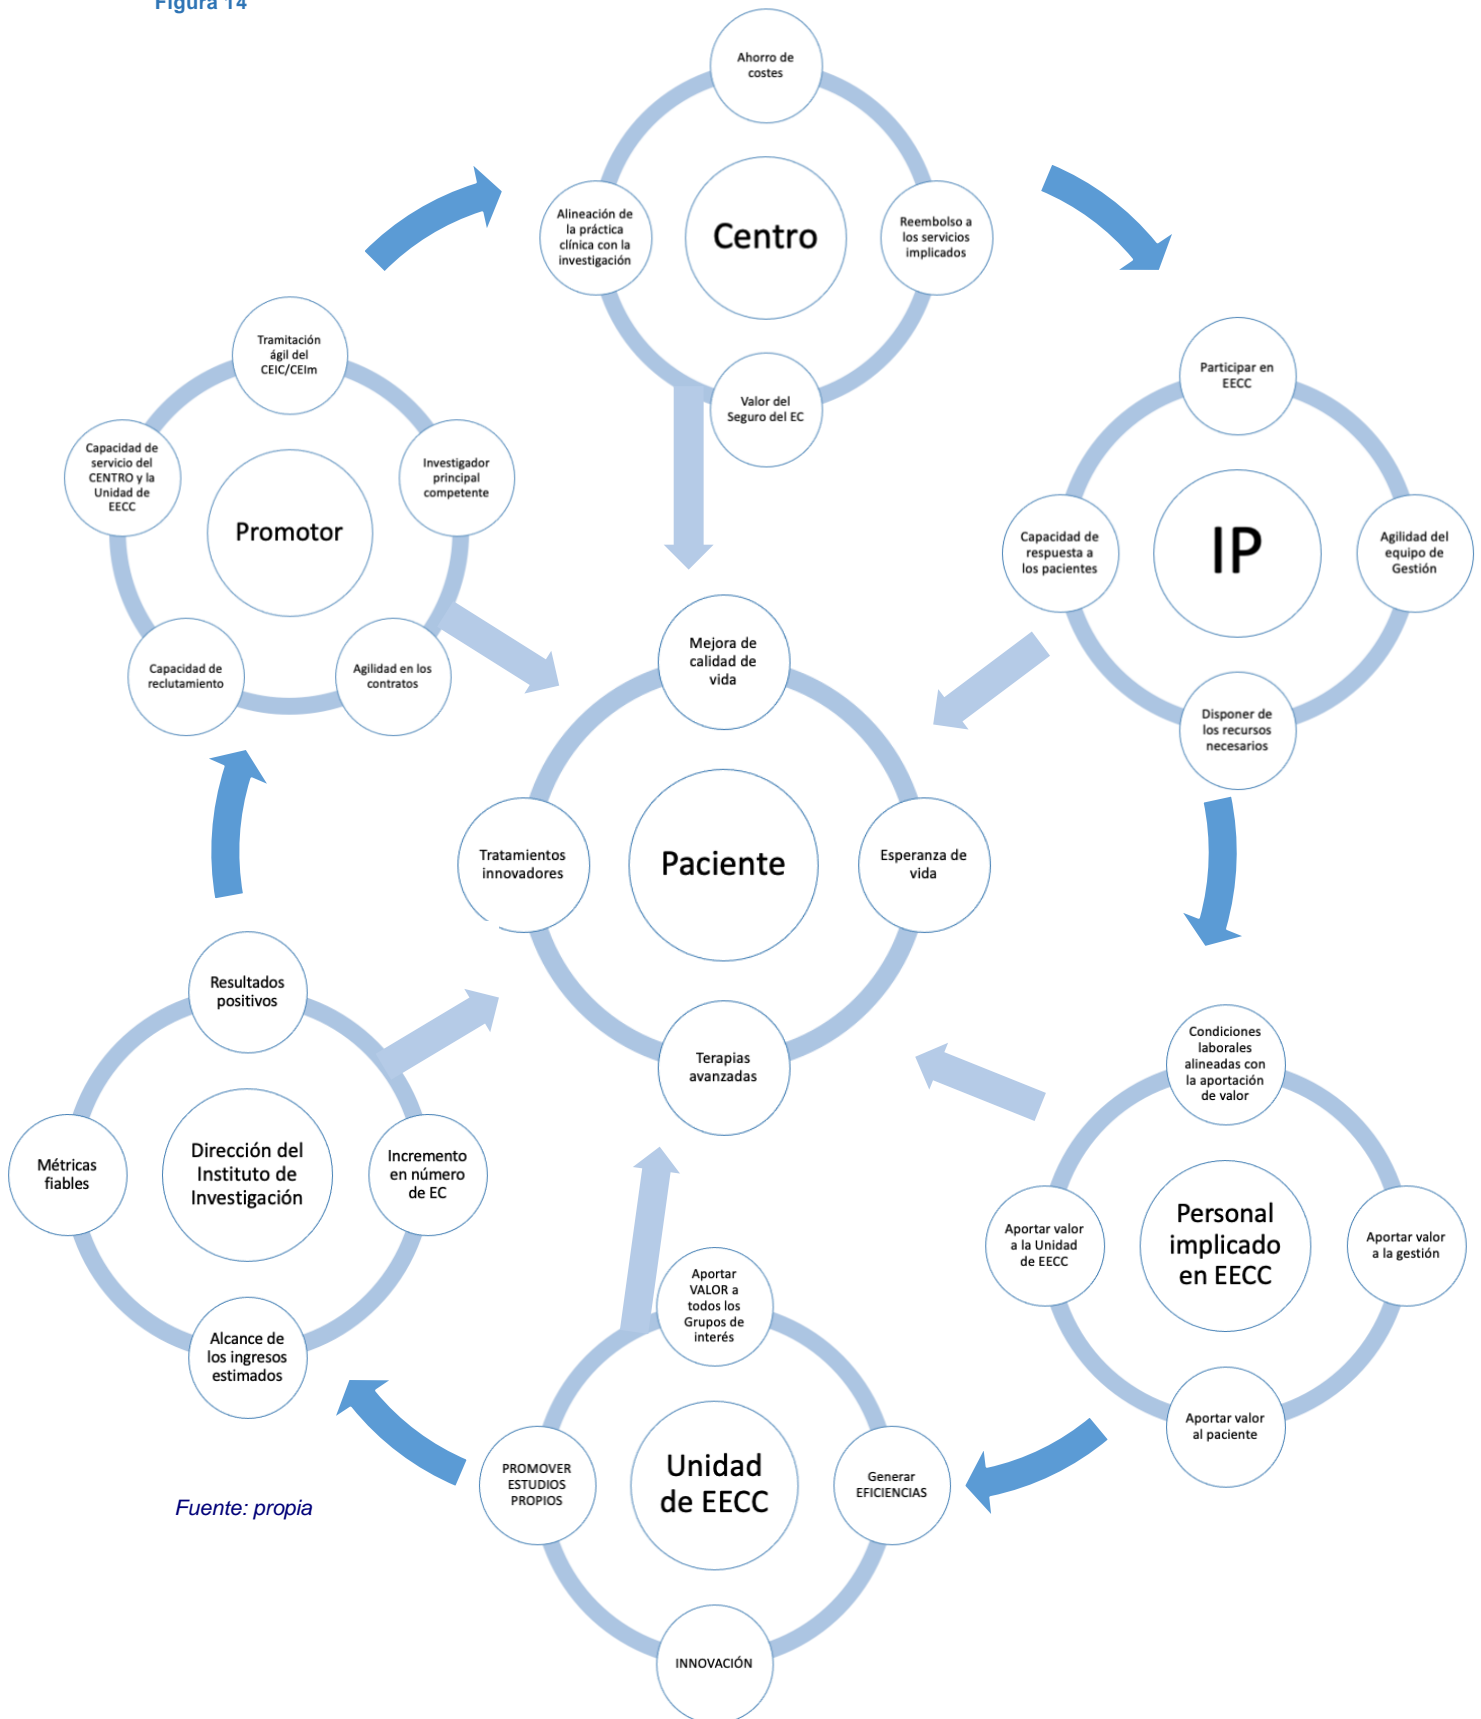 Figura 14
Ahorro de
costes
Alineación de
la práctica
clínica con la
investigación
Centro
Reembolso a
los servicios
implicados
Valor del
Seguro del EC
Tramitación
ágil del
CEIC/CEIm
Capacidad de
servicio del
CENTRO y la
Unidad de
EECC
Promotor
Investigador
principal
competente
Capacidad de
reclutamiento
Agilidad en los
contratos
Participar en
EECC
Capacidad de
respuesta a
los pacientes
IP
Agilidad del
equipo de
Gestión
Disponer de
los recursos
necesarios
Mejora de
calidad de
vida
Tratamientos
innovadores
Paciente
Esperanza de
vida
Terapias
avanzadas
Resultados
positivos
Métricas
fiables
Dirección del
Instituto de
Investigación
Incremento
en número
de EC
Alcance de
los ingresos
estimados
Condiciones
laborales
alineadas con
la aportación
de valor
Aportar valor
a la Unidad
de EECC
Personal
implicado
en EECC
Aportar valor
a la gestión
Aportar valor
al paciente
Aportar
VALOR a
todos los
Grupos de
interés
PROMOVER
ESTUDIOS
PROPIOS
Unidad
de EECC
Generar
EFICIENCIAS
INNOVACIÓN
Fuente: propia